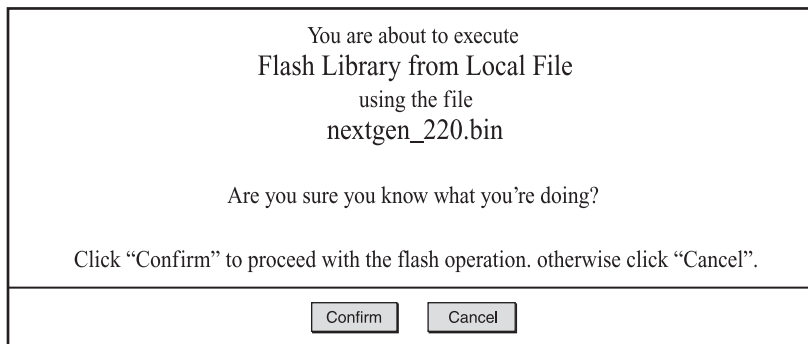 You are about to execute
Flash Library from Local File
using the file
nextgen_220.bin
Are you sure you know what you’re doing?
Click “Confirm” to proceed with the flash operation. otherwise click “Cancel”.
Confirm Cancel